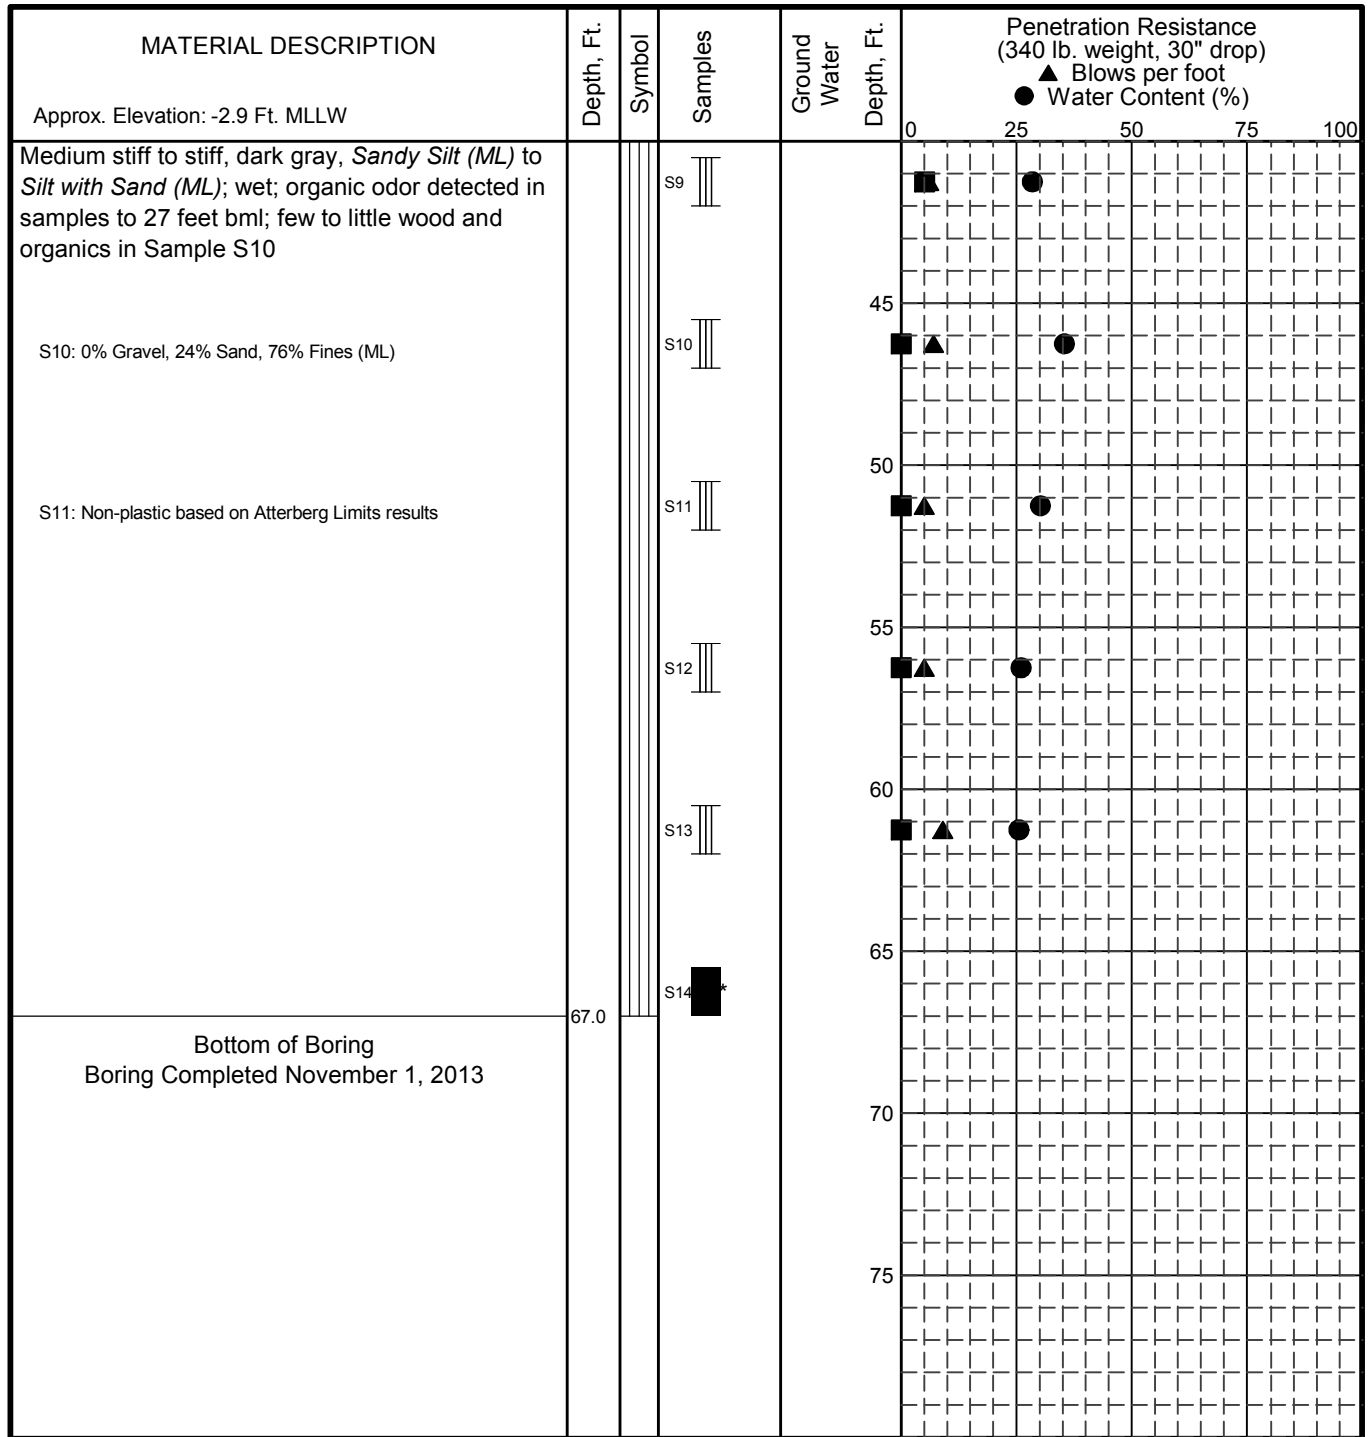 MATERIAL DESCRIPTION
Approx. Elevation: -2.9 Ft. MLLW
Depth, Ft.
Symbol
Samples
Ground
Water
Depth, Ft.
Penetration Resistance
(340 lb. weight, 30" drop)
▲ Blows per foot
● Water Content (%)
0 25 50 75 100
Medium stiff to stiff, dark gray, Sandy Silt (ML) to
Silt with Sand (ML); wet; organic odor detected in
samples to 27 feet bml; few to little wood and
organics in Sample S10
S9
45
S10: 0% Gravel, 24% Sand, 76% Fines (ML)
S10
50
S11: Non-plastic based on Atterberg Limits results
S11
55
S12
60
S13
65
S14 *
67.0
Bottom of Boring
Boring Completed November 1, 2013
70
75